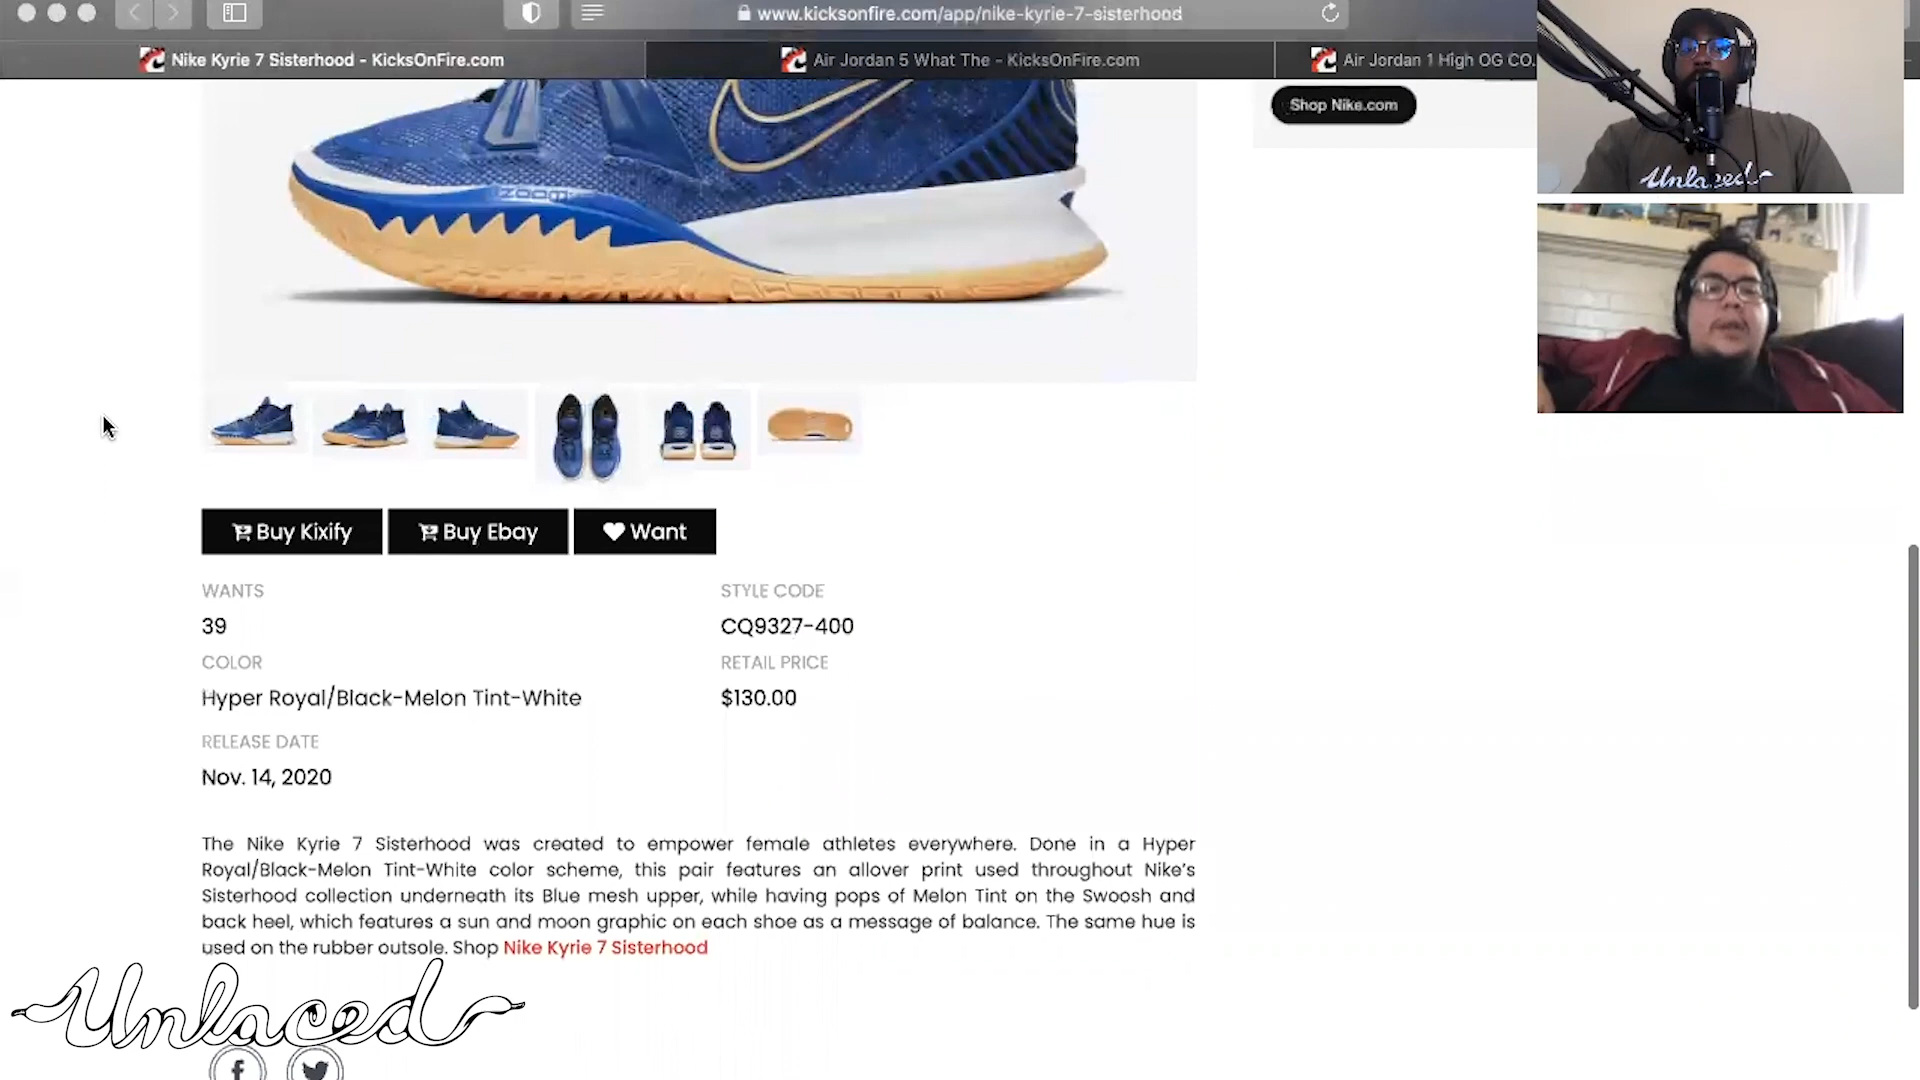 www.kicksonfire.com/app/nike-kyrie-7-sisterhood
Nike Kyrie 7 Sisterhood - KicksOnFire.com
Air Jordan 5 What The - KicksOnFire.com
Air Jordan 1 High OG CO.
Shop Nike.com
Unlaced
zoom
Buy Kixify
Buy Ebay
Want
WANTS
39
STYLE CODE
CQ9327-400
COLOR
Hyper Royal/Black-Melon Tint-White
RETAIL PRICE
$130.00
RELEASE DATE
Nov. 14, 2020
The Nike Kyrie 7 Sisterhood was created to empower female athletes everywhere. Done in a Hyper
Royal/Black-Melon Tint-White color scheme, this pair features an allover print used throughout Nike's
Sisterhood collection underneath its Blue mesh upper, while having pops of Melon Tint on the Swoosh and
back heel, which features a sun and moon graphic on each shoe as a message of balance. The same hue is
used on the rubber outsole. Shop Nike Kyrie 7 Sisterhood
Unlaced